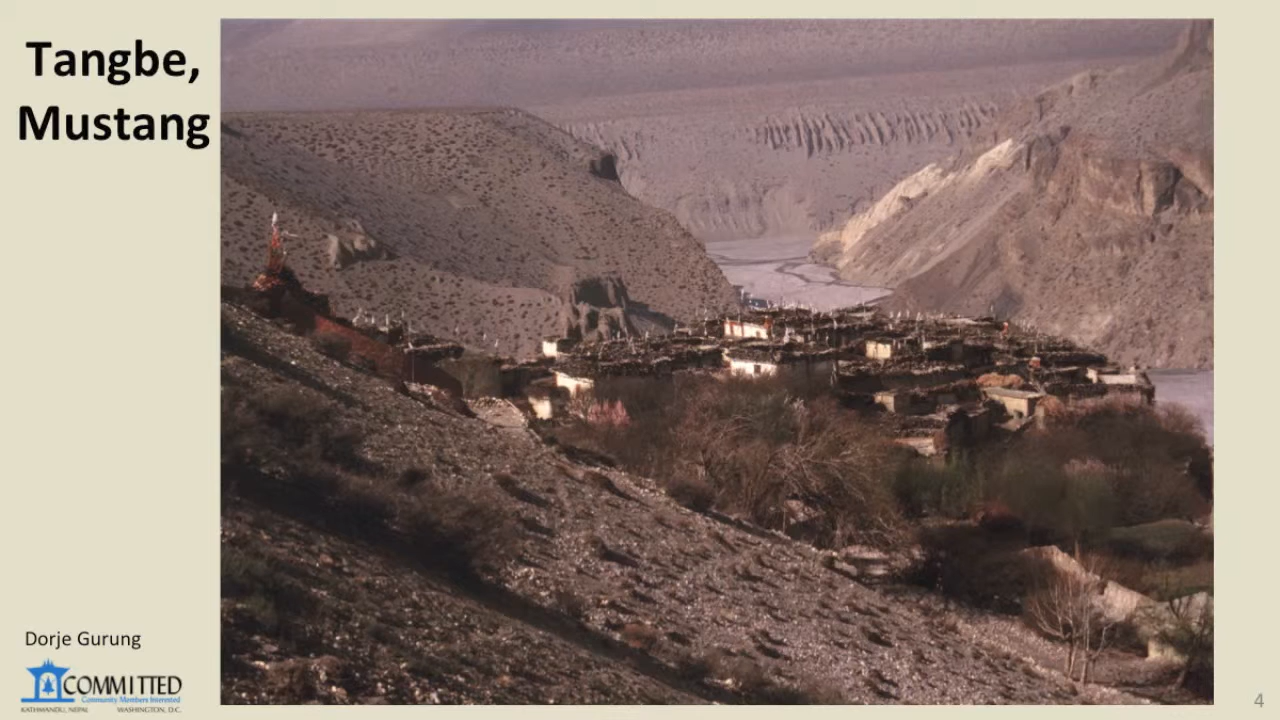 Tangbe,
Mustang
Dorje Gurung
COMMITTED
Community Members Interested
KATHMANDU, NEPAL WASHINGTON, D.C.
4